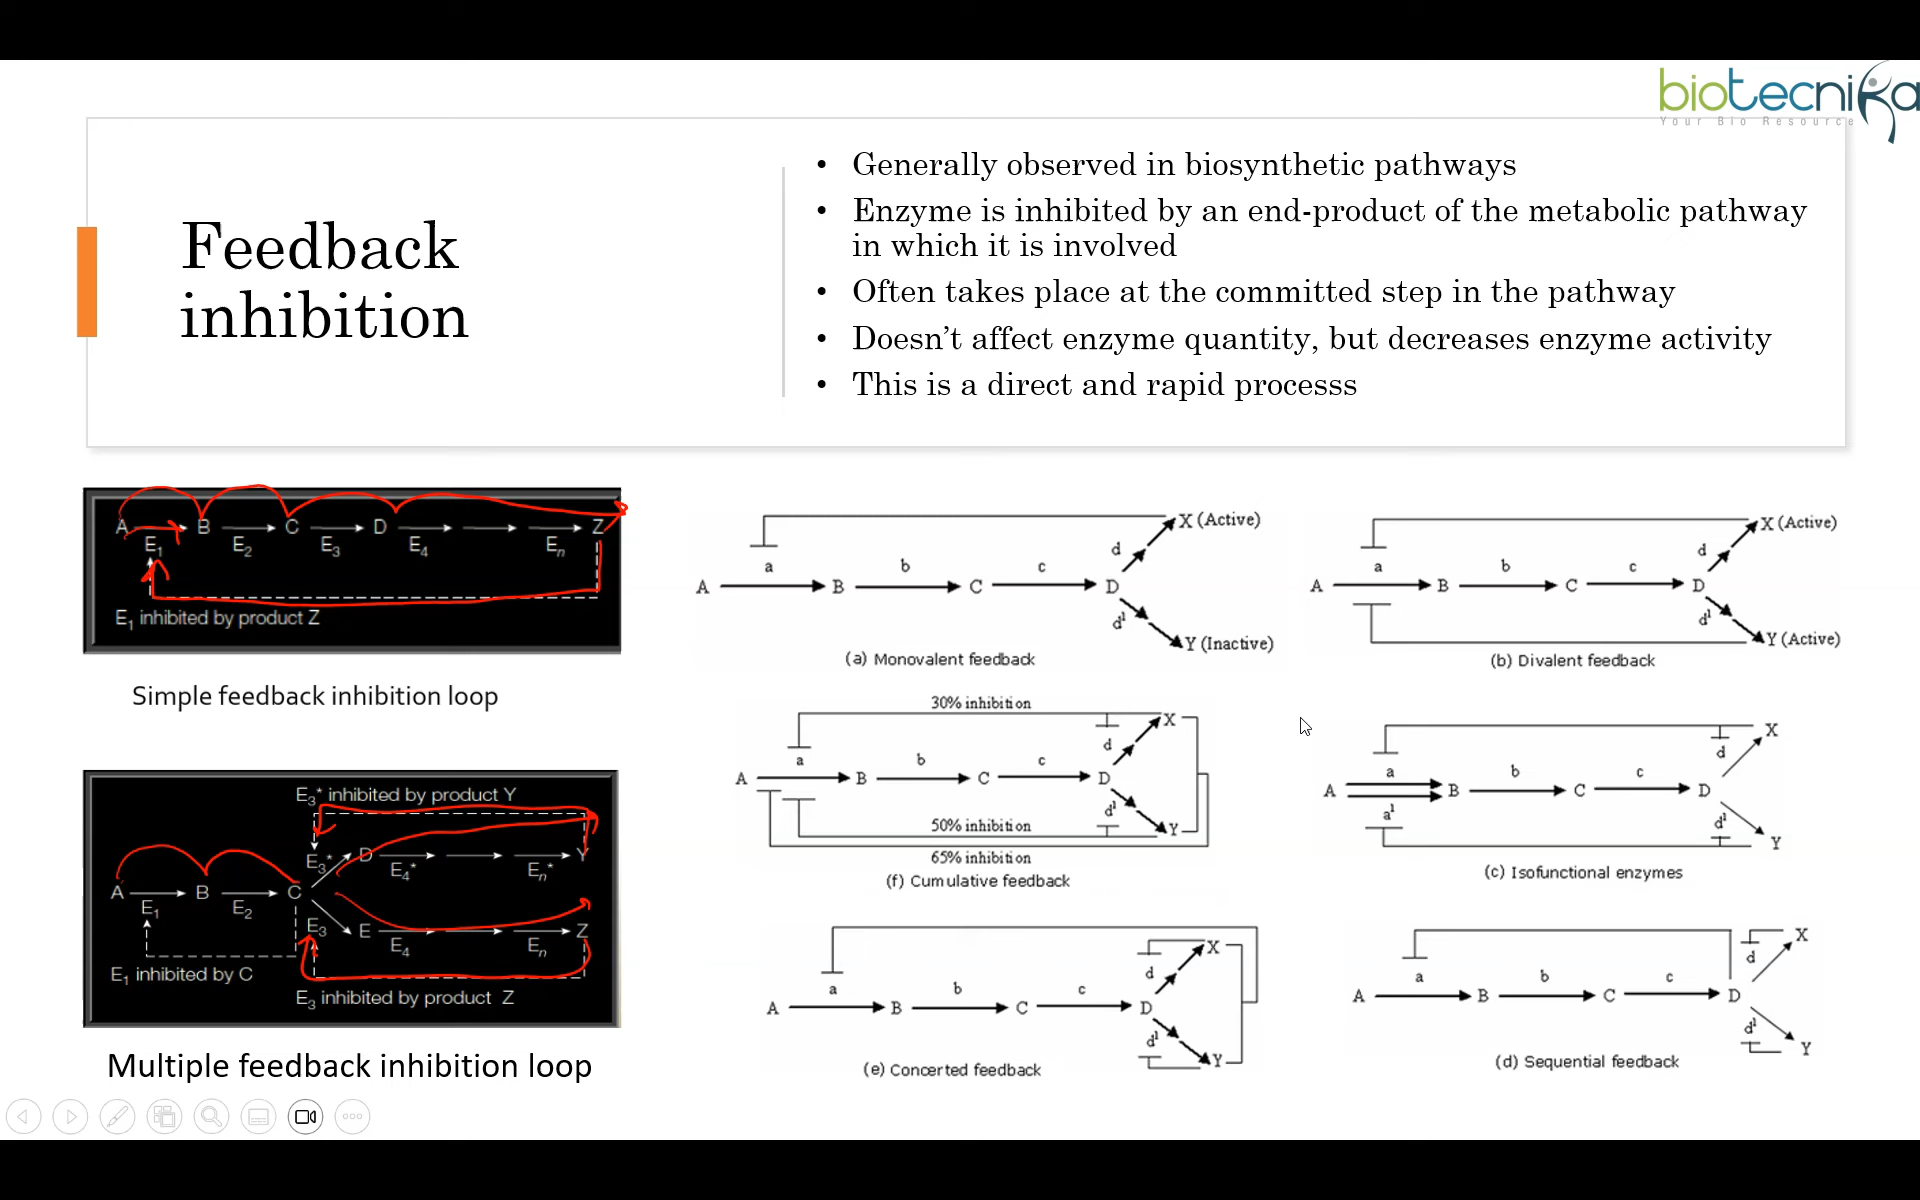 biotecnika
Your Bio Resource
Feedback
inhibition
• Generally observed in biosynthetic pathways
• Enzyme is inhibited by an end-product of the metabolic pathway
in which it is involved
• Often takes place at the committed step in the pathway
• Doesn’t affect enzyme quantity, but decreases enzyme activity
• This is a direct and rapid processs
A B C D Z
E1 E2 E3 E4 En
E1 inhibited by product Z
Simple feedback inhibition loop
E3* inhibited by product Y
E3* D E4* En* Y
A B C
E1 E2
E3 E E4 En Z
E1 inhibited by C
E3 inhibited by product Z
Multiple feedback inhibition loop
X (Active)
d
a b c
A B C D
d1
Y (Inactive)
(a) Monovalent feedback
X (Active)
d
a b c
A B C D
d1
Y (Active)
(b) Divalent feedback
30% inhibition
X
d
a b c
A B C D
d1
50% inhibition
Y
65% inhibition
(f) Cumulative feedback
X
d
a b c
A B C D
a1
d1
Y
(c) Isofunctional enzymes
X
d
a b c
A B C D
d1
Y
(e) Concerted feedback
X
d
a b c
A B C D
d1
Y
(d) Sequential feedback